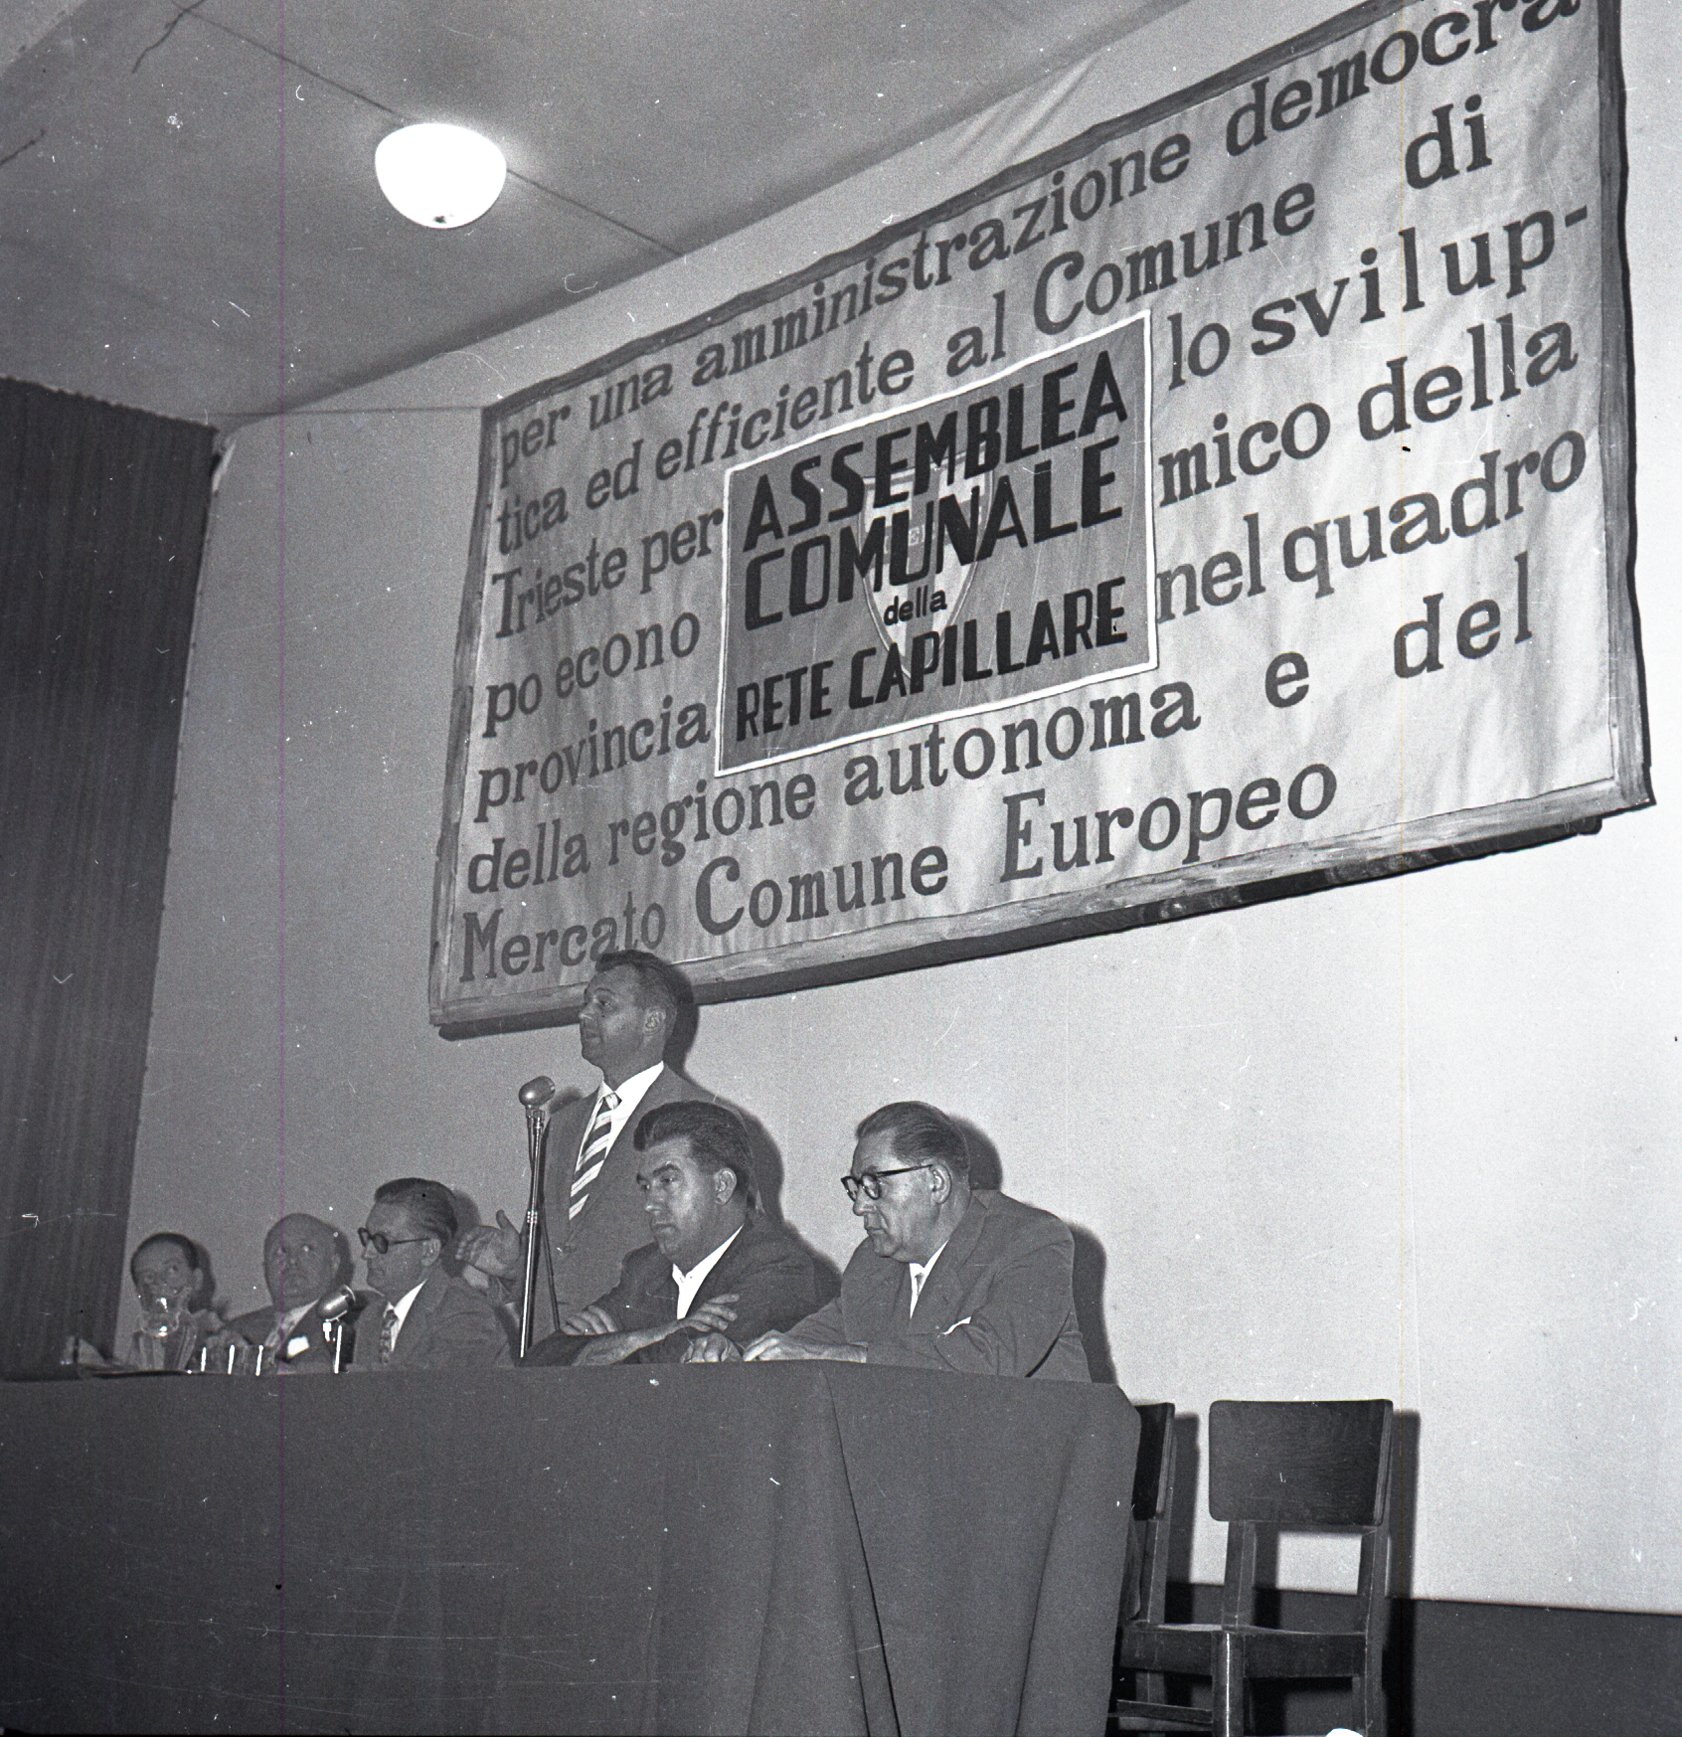 per una amministrazione democra
tica ed efficiente al Comune di
Trieste per lo svilup-
po econo mico della
provincia nel quadro
della regione autonoma e del
Mercato Comune Europeo
ASSEMBLEA
COMUNALE
della
RETE CAPILLARE